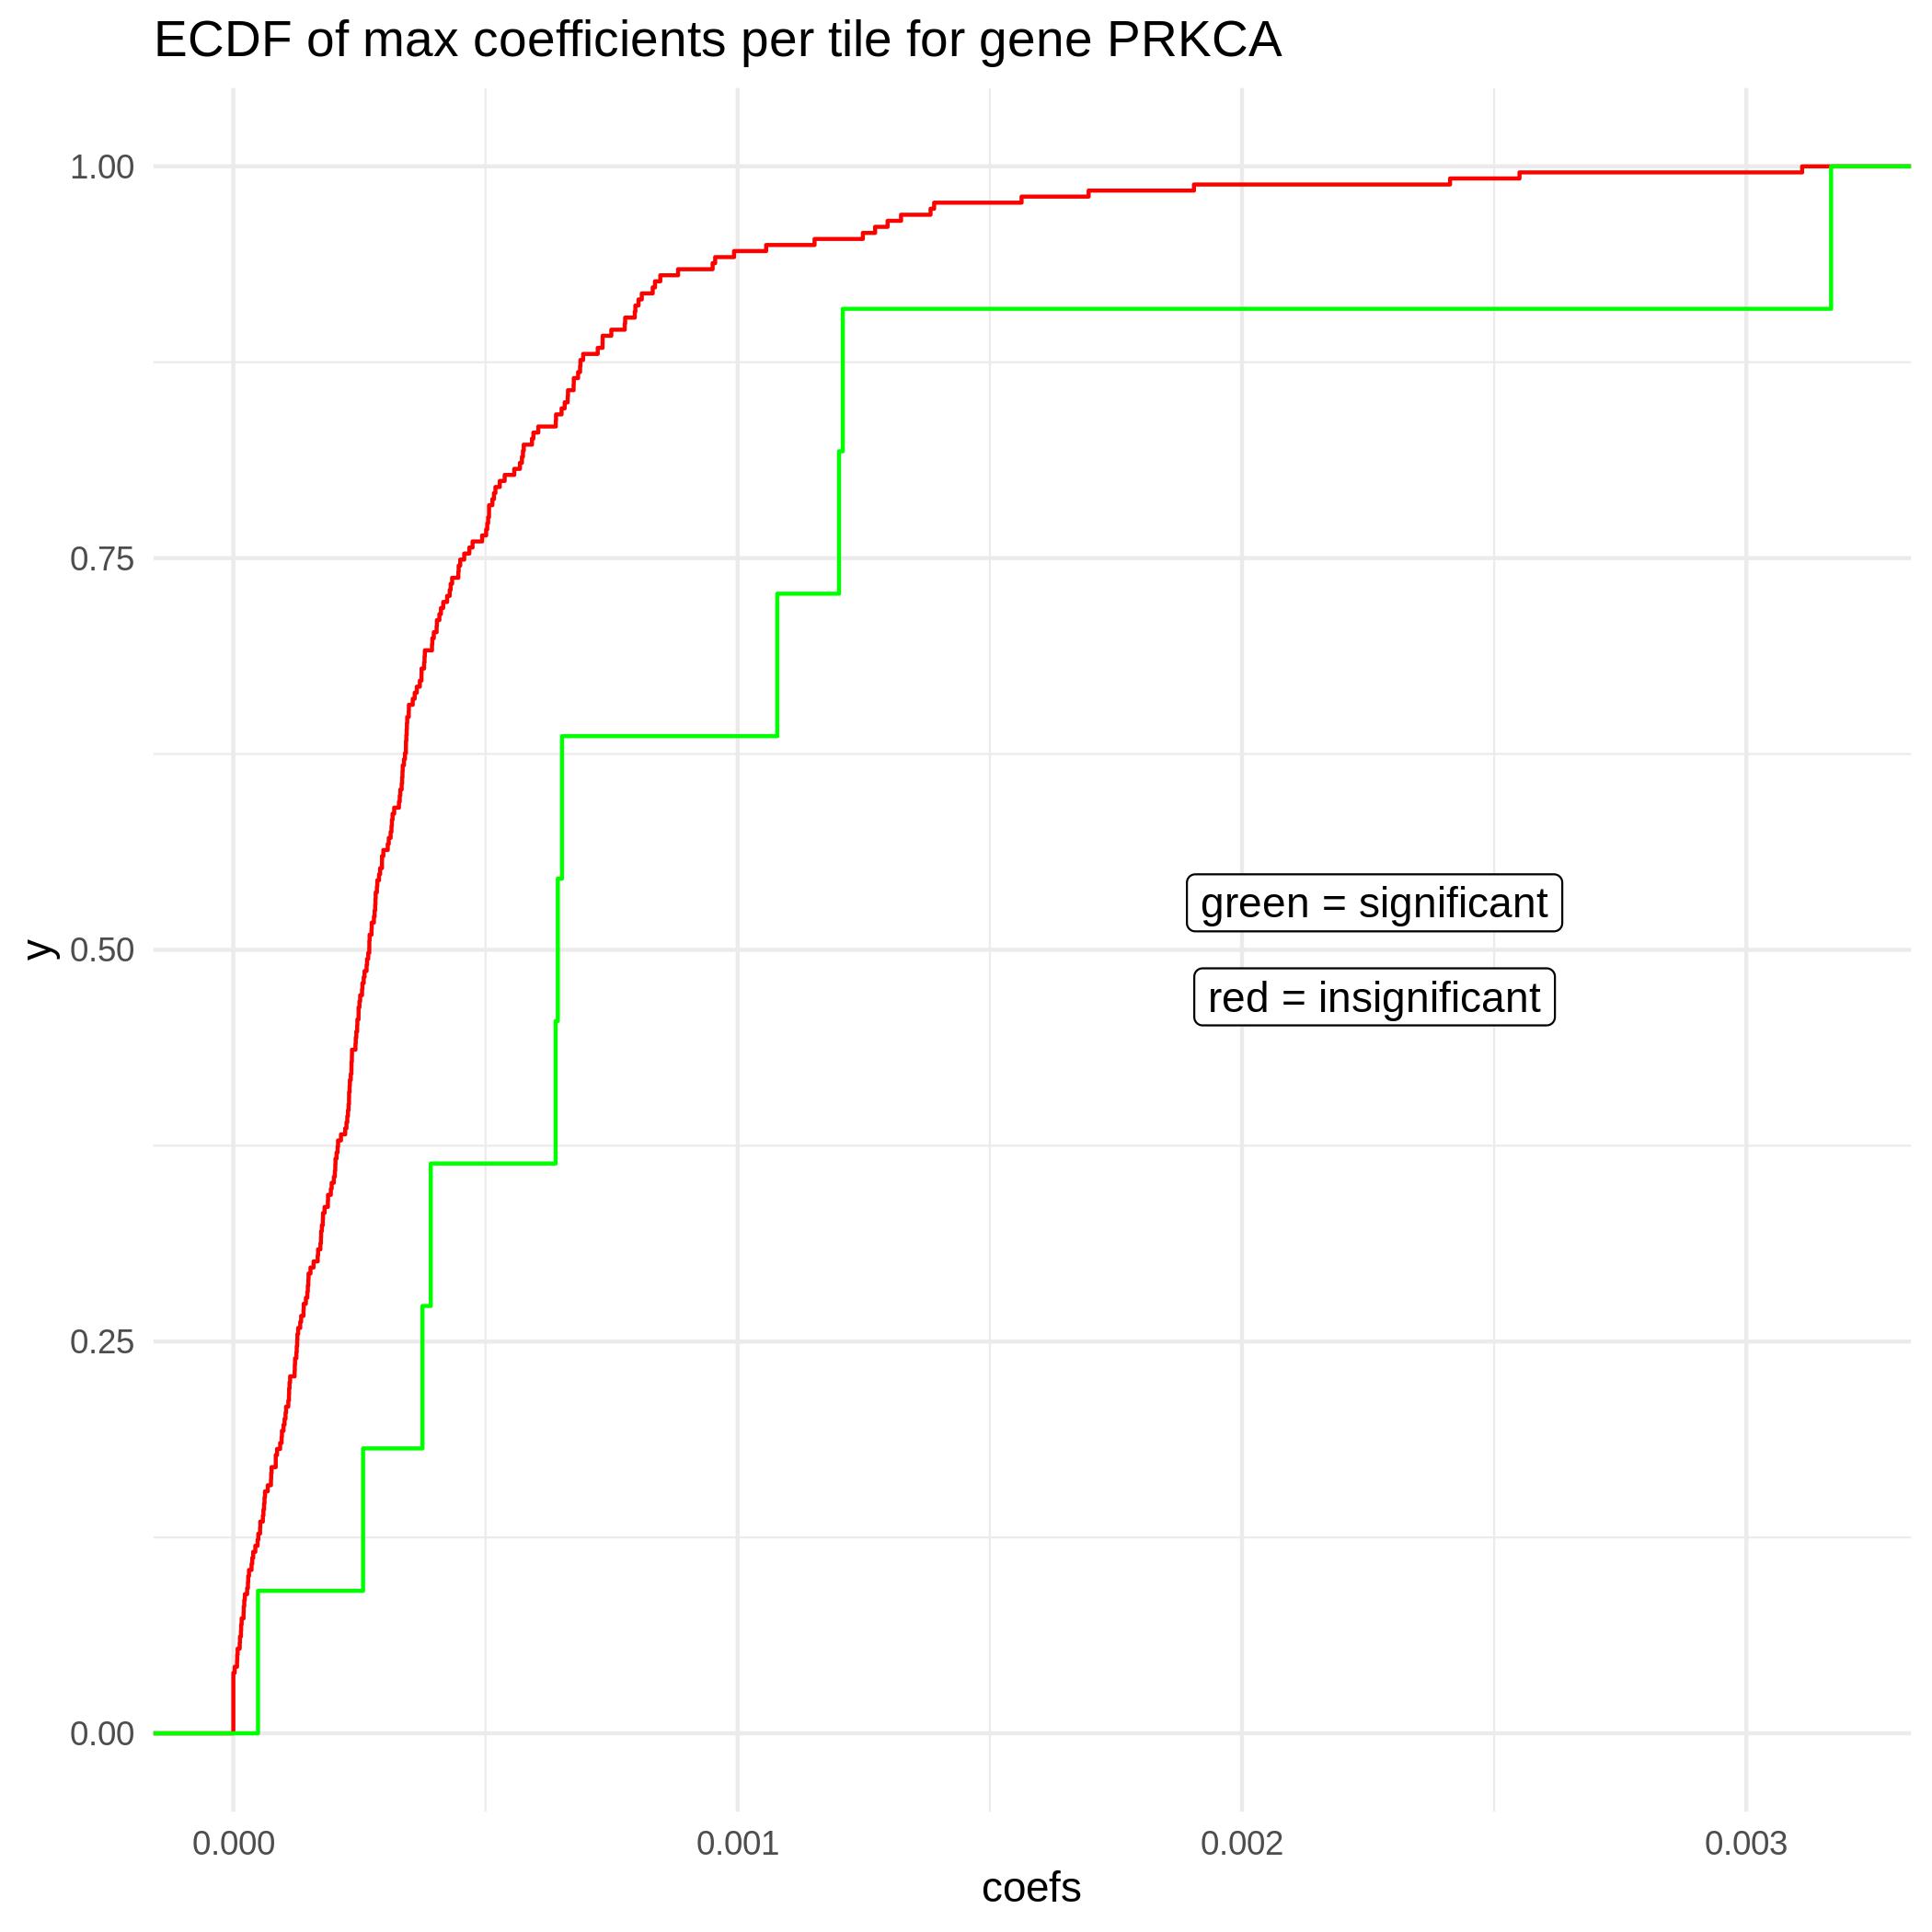 ECDF of max coefficients per tile for gene PRKCA
1.00
0.75
0.50
0.25
0.00
y
green = significant
red = insignificant
0.000 0.001 0.002 0.003
coefs